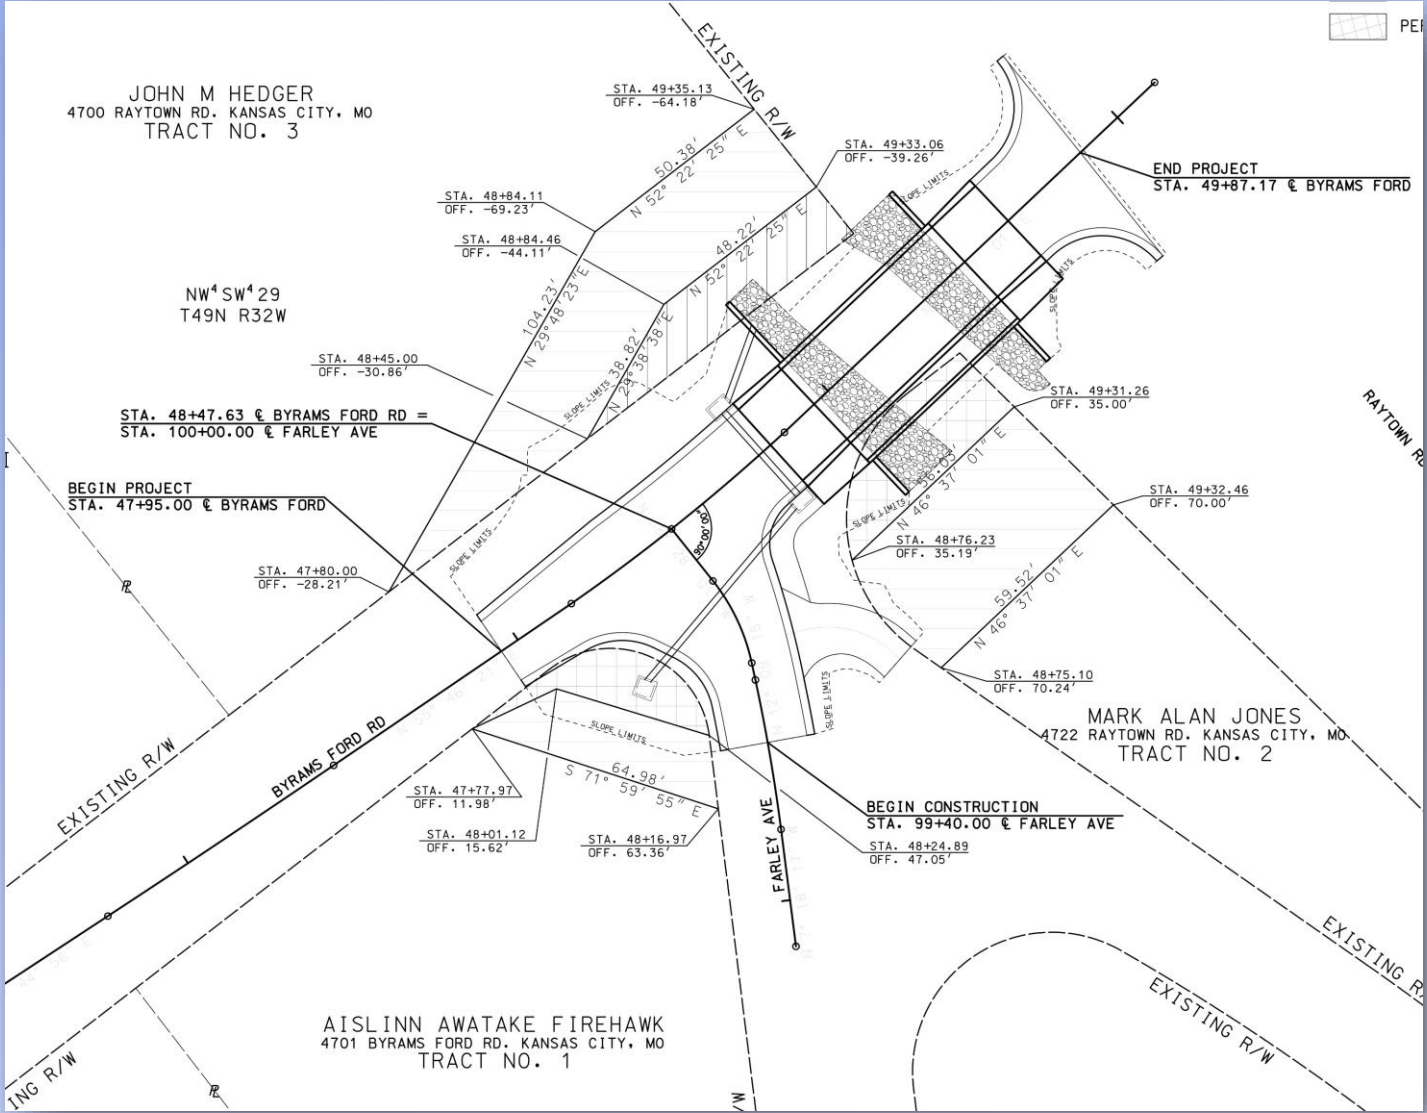 JOHN M HEDGER
4700 RAYTOWN RD. KANSAS CITY, MO
TRACT NO. 3
EXISTING R/W
STA. 49+35.13
OFF. -64.18'
50.38'
N 52° 22' 25" E
STA. 49+33.06
OFF. -39.26'
SLOPE LIMITS
END PROJECT
STA. 49+87.17 ℄ BYRAMS FORD
STA. 48+84.11
OFF. -69.23'
STA. 48+84.46
OFF. -44.11'
48.22'
N 52° 22' 25" E
NW⁴SW⁴29
T49N R32W
104.23'
N 29°48'23"E
38.82'
N 29°38'38"E
SLOPE LIMITS
SLOPE LIMITS
STA. 48+45.00
OFF. -30.86'
STA. 48+47.63 ℄ BYRAMS FORD RD =
STA. 100+00.00 ℄ FARLEY AVE
STA. 49+31.26
OFF. 35.00'
56.03'
N 46° 37' 01" E
BEGIN PROJECT
STA. 47+95.00 ℄ BYRAMS FORD
STA. 49+32.46
OFF. 70.00'
SLOPE LIMITS
90°00'00"
STA. 48+76.23
OFF. 35.19'
SLOPE LIMITS
STA. 47+80.00
OFF. -28.21'
59.52'
N 46° 37' 01" E
STA. 48+75.10
OFF. 70.24'
SLOPE LIMITS
SLOPE LIMITS
MARK ALAN JONES
4722 RAYTOWN RD. KANSAS CITY, MO
TRACT NO. 2
EXISTING R/W
BYRAMS FORD RD
64.98'
S 71° 59' 55" E
STA. 47+77.97
OFF. 11.98'
STA. 48+01.12
OFF. 15.62'
STA. 48+16.97
OFF. 63.36'
FARLEY AVE
BEGIN CONSTRUCTION
STA. 99+40.00 ℄ FARLEY AVE
STA. 48+24.89
OFF. 47.05'
EXISTING
EXISTING R/W
AISLINN AWATAKE FIREHAWK
4701 BYRAMS FORD RD. KANSAS CITY, MO
TRACT NO. 1
R/W
RAYTOWN